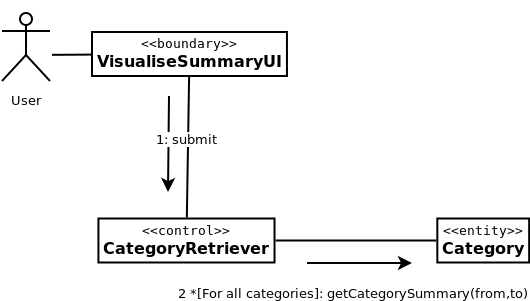 <<boundary>>
VisualiseSummaryUI
User
1: submit
<<control>>
CategoryRetriever
<<entity>>
Category
2 *[For all categories]: getCategorySummary(from,to)